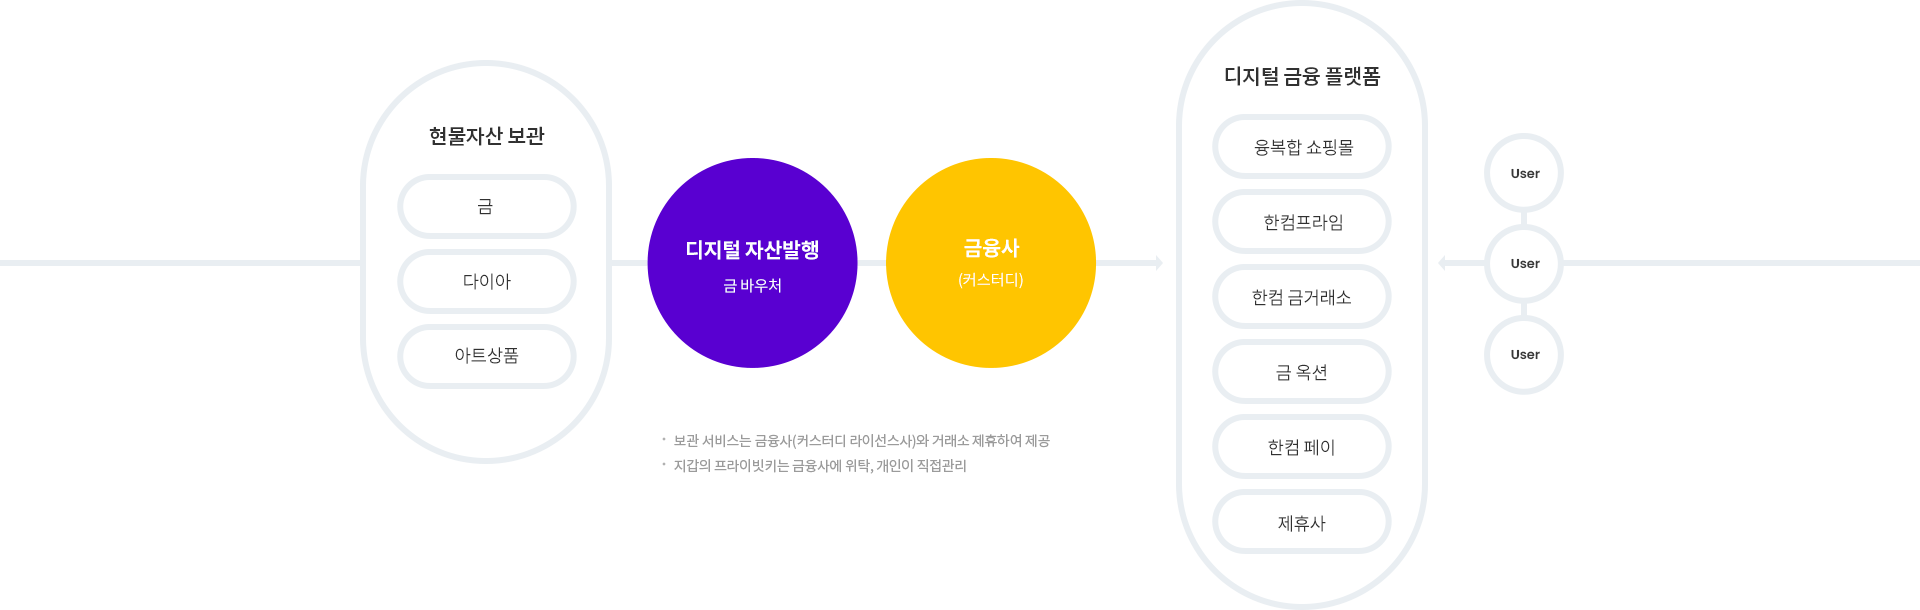 현물자산 보관
금
다이아
아트상품
디지털 자산발행
금 바우처
금융사
(커스터디)
· 보관 서비스는 금융사(커스터디 라이선스사)와 거래소 제휴하여 제공
· 지갑의 프라이빗키는 금융사에 위탁, 개인이 직접관리
디지털 금융 플랫폼
융복합 쇼핑몰
한컴프라임
한컴 금거래소
금 옥션
한컴 페이
제휴사
User
User
User